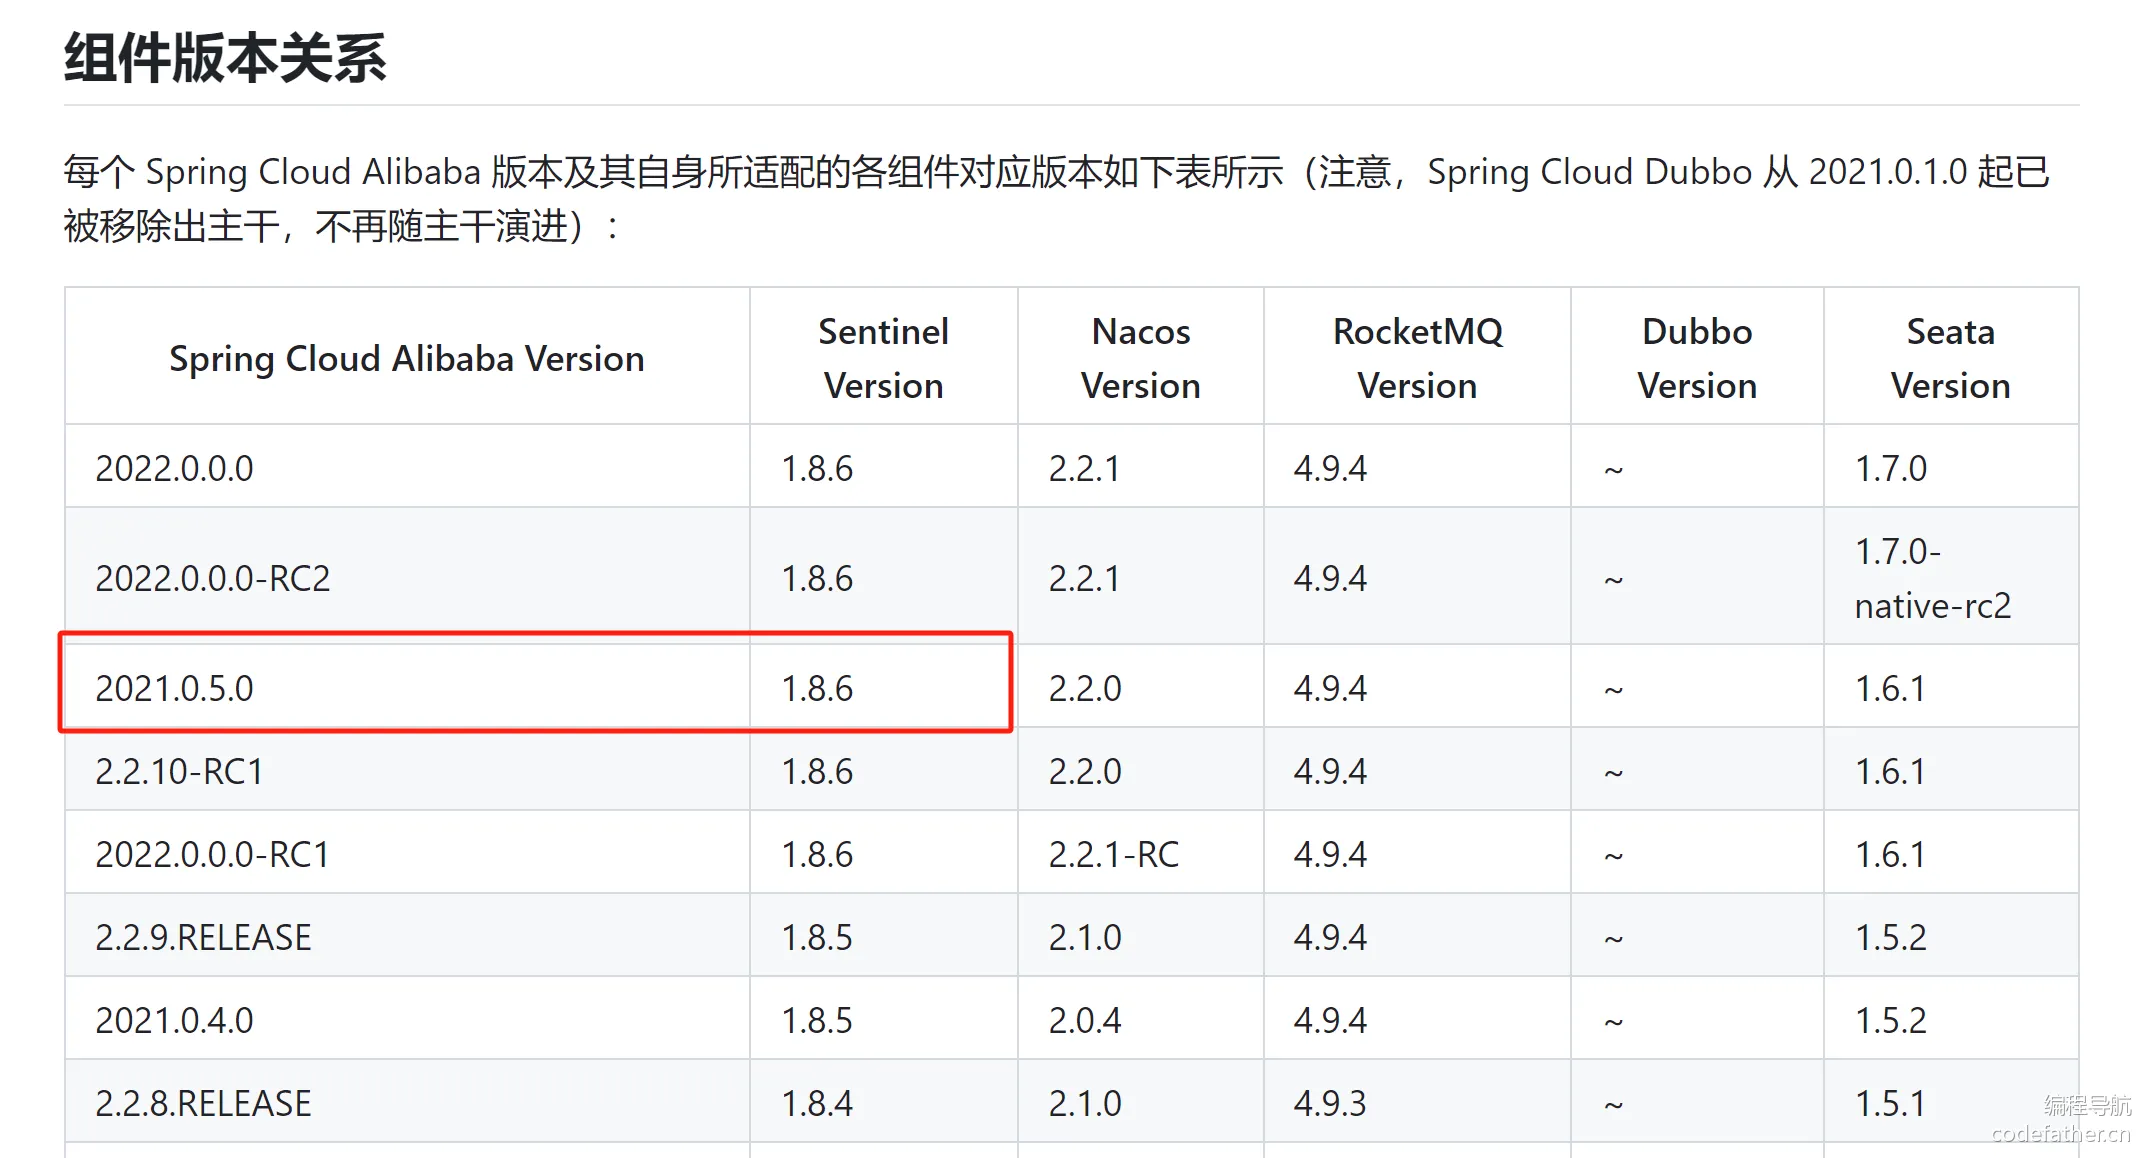 组件版本关系
每个 Spring Cloud Alibaba 版本及其自身所适配的各组件对应版本如下表所示（注意，Spring Cloud Dubbo 从 2021.0.1.0 起已
被移除出主干，不再随主干演进）：
Spring Cloud Alibaba Version Sentinel Version Nacos Version RocketMQ Version Dubbo Version Seata Version
2022.0.0.0 1.8.6 2.2.1 4.9.4 ~ 1.7.0
2022.0.0.0-RC2 1.8.6 2.2.1 4.9.4 ~ 1.7.0-native-rc2
2021.0.5.0 1.8.6 2.2.0 4.9.4 ~ 1.6.1
2.2.10-RC1 1.8.6 2.2.0 4.9.4 ~ 1.6.1
2022.0.0.0-RC1 1.8.6 2.2.1-RC 4.9.4 ~ 1.6.1
2.2.9.RELEASE 1.8.5 2.1.0 4.9.4 ~ 1.5.2
2021.0.4.0 1.8.5 2.0.4 4.9.4 ~ 1.5.2
2.2.8.RELEASE 1.8.4 2.1.0 4.9.3 ~ 1.5.1
编程导航
codefather.cn